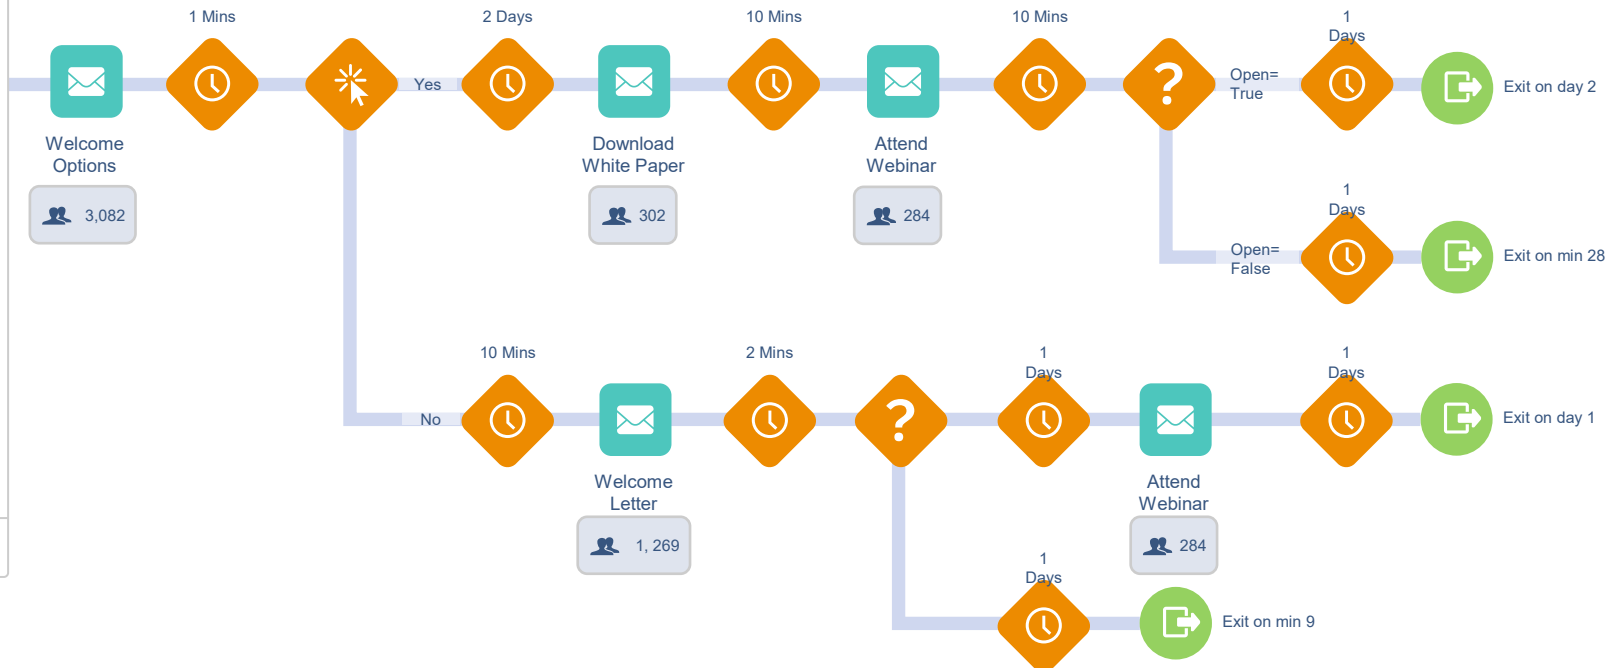 1 Mins
2 Days
10 Mins
10 Mins
1
Days
Yes
Open=
True
Exit on day 2
Welcome
Options
Download
White Paper
Attend
Webinar
3,082
302
284
1
Days
Open=
False
Exit on min 28
10 Mins
2 Mins
1
Days
1
Days
No
Exit on day 1
Welcome
Letter
Attend
Webinar
1, 269
284
1
Days
Exit on min 9